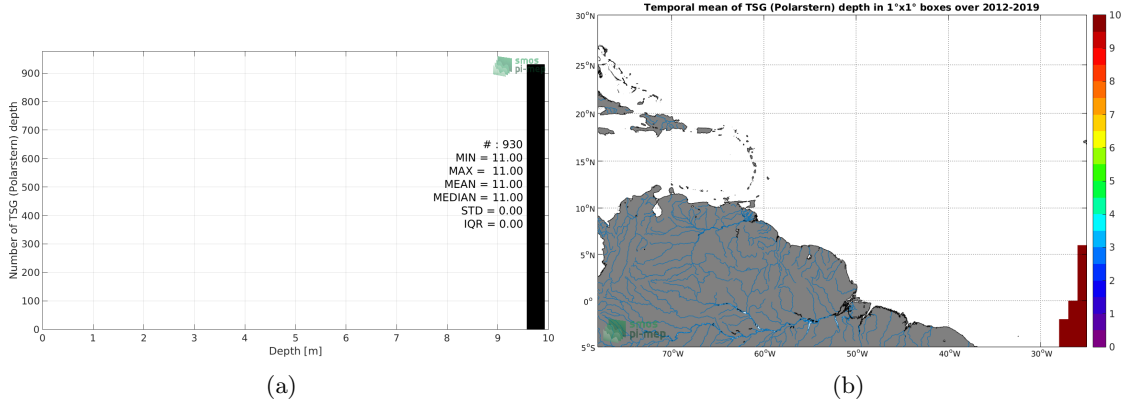 Temporal mean of TSG (Polarstern) depth in 1°x1° boxes over 2012-2019
smos
pi-map
# : 930
MIN = 11.00
MAX = 11.00
MEAN = 11.00
MEDIAN = 11.00
STD = 0.00
IQR = 0.00
Number of TSG (Polarstern) depth
900
800
700
600
500
400
300
200
100
0
0 1 2 3 4 5 6 7 8 9 10
Depth [m]
(a)
30°N
25°N
20°N
15°N
10°N
5°N
0°
5°S
70°W 60°W 50°W 40°W 30°W
smos
pi-map
10
9
8
7
6
5
4
3
2
1
0
(b)